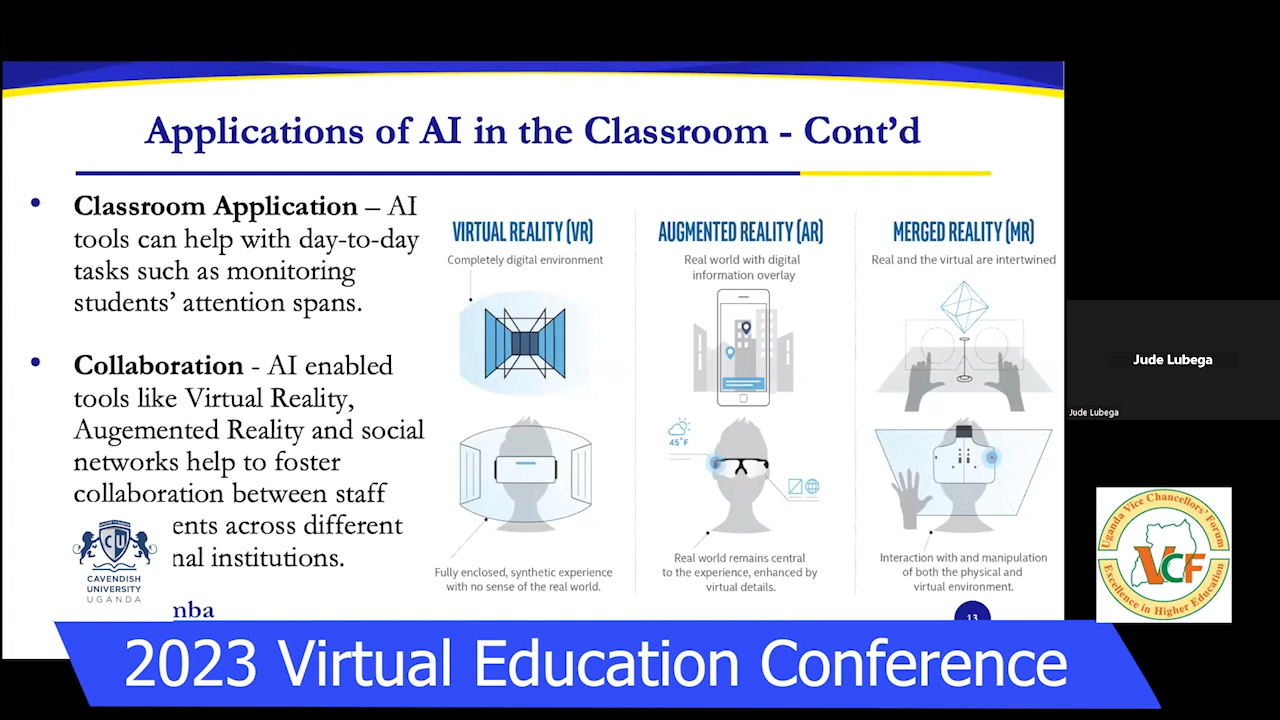 Applications of AI in the Classroom - Cont’d
• Classroom Application – AI
tools can help with day-to-day
tasks such as monitoring
students’ attention spans.
• Collaboration - AI enabled
tools like Virtual Reality,
Augemented Reality and social
networks help to foster
collaboration between staff
ents across different
nal institutions.
mba
VIRTUAL REALITY (VR)
Completely digital environment
Fully enclosed, synthetic experience
with no sense of the real world.
AUGMENTED REALITY (AR)
Real world with digital
information overlay
45°F
Real world remains central
to the experience, enhanced by
virtual details.
MERGED REALITY (MR)
Real and the virtual are intertwined
Interaction with and manipulation
of both the physical and
virtual environment.
13
CU
CAVENDISH
UNIVERSITY
UGANDA
Jude Lubega
Jude Lubega
Uganda Vice Chancellors' Forum
VCF
Excellence in Higher Education
2023 Virtual Education Conference